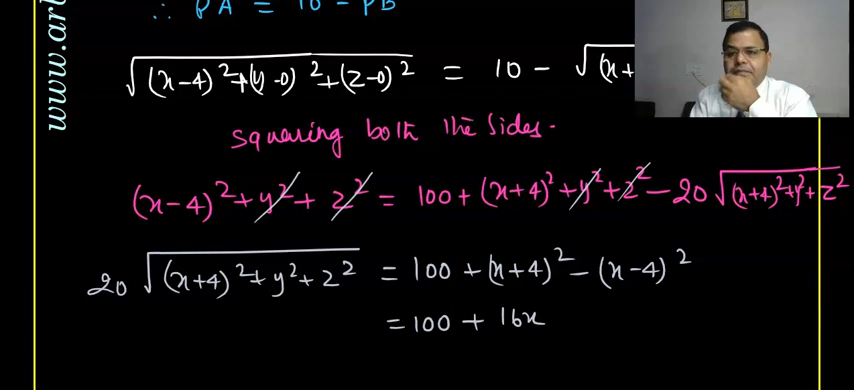 ∴ PA = 10 - PB
√((x-4)²+(y-0)²+(z-0)²) = 10 - √((x+
Squaring both the Sides.
(x-4)²+y²+z² = 100+(x+4)²+y²+z²-20√((x+4)²+y²+z²)
20√((x+4)²+y²+z²) = 100+(x+4)²-(x-4)²
= 100 + 16x
www.ar